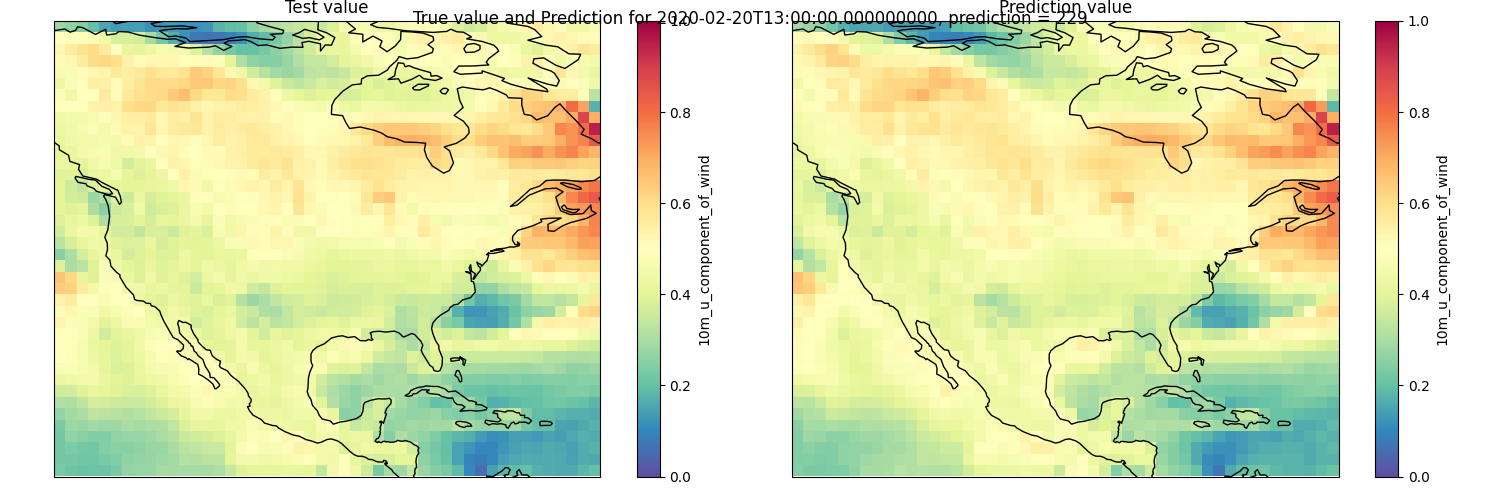 Test value
True value and Prediction for 2020-02-20T13:00:00.000000000, prediction = 229
Prediction value
1.0
0.8
0.6
0.4
0.2
0.0
10m_u_component_of_wind
1.0
0.8
0.6
0.4
0.2
0.0
10m_u_component_of_wind